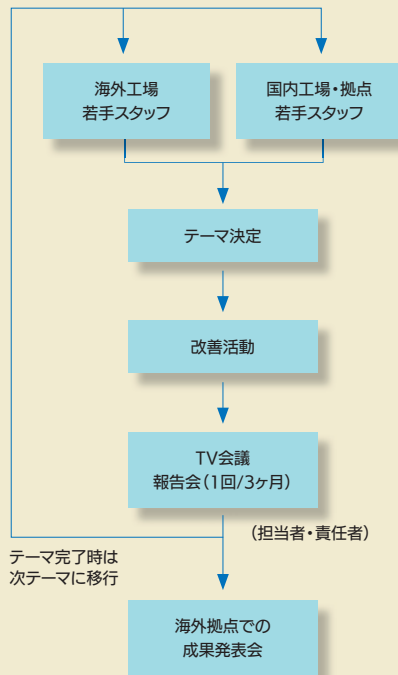 海外工場
若手スタッフ
国内工場・拠点
若手スタッフ
テーマ決定
改善活動
TV会議
報告会(1回/3ヶ月)
(担当者・責任者)
テーマ完了時は
次テーマに移行
海外拠点での
成果発表会